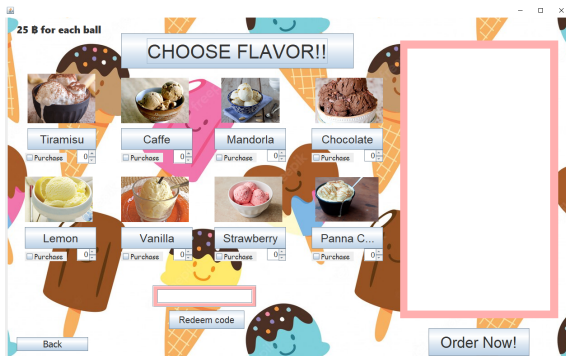 25 B for each ball
CHOOSE FLAVOR!!
Tiramisu
Caffe
Mandorla
Chocolate
Purchase 0
Purchase 0
Purchase 0
Purchase 0
Lemon
Vanilla
Strawberry
Panna C...
Purchase 0
Purchase 0
Purchase 0
Purchase 0
Redeem code
Back
Order Now!